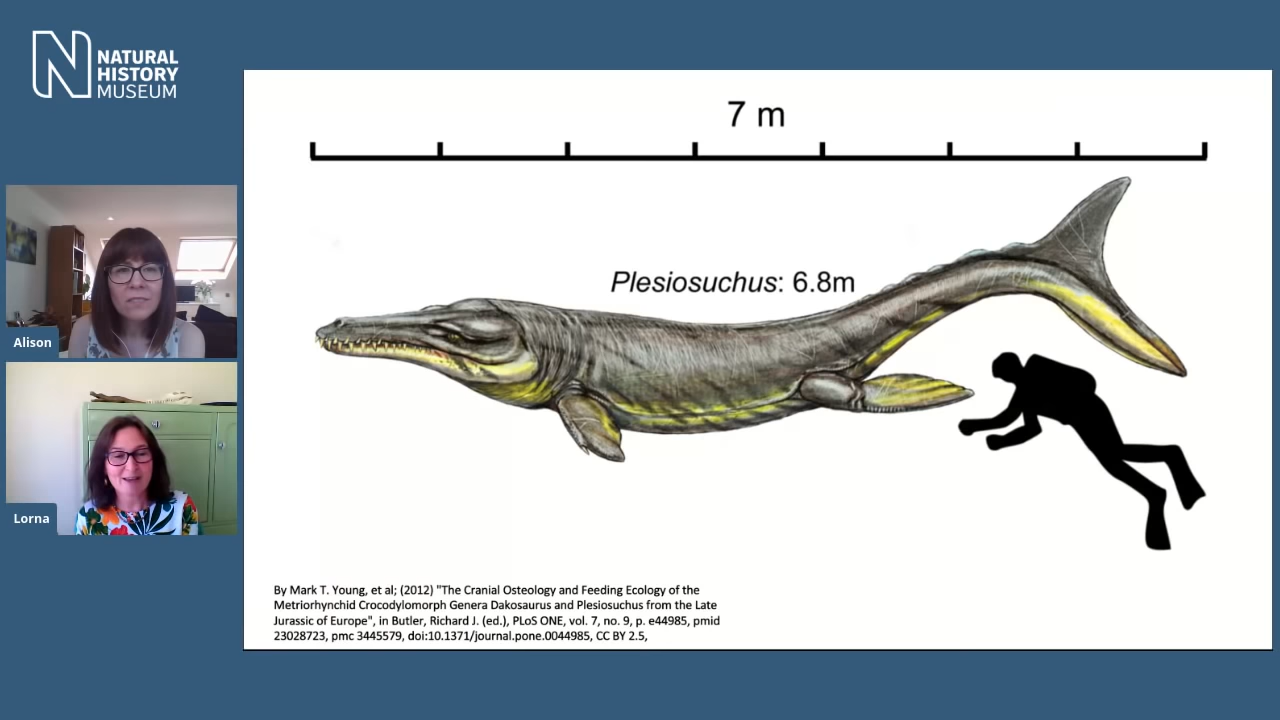 NATURAL
HISTORY
MUSEUM
Alison
Lorna
7 m
Plesiosuchus: 6.8m
By Mark T. Young, et al; (2012) "The Cranial Osteology and Feeding Ecology of the
Metriorhynchid Crocodylomorph Genera Dakosaurus and Plesiosuchus from the Late
Jurassic of Europe", in Butler, Richard J. (ed.), PLoS ONE, vol. 7, no. 9, p. e44985, pmid
23028723, pmc 3445579, doi:10.1371/journal.pone.0044985, CC BY 2.5,